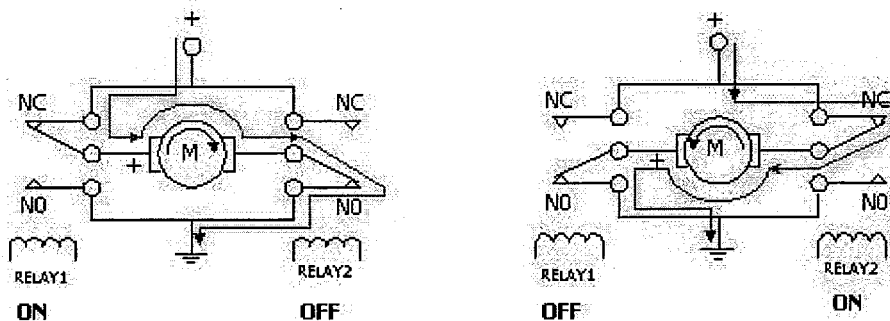 + +
NC NC NC NC
M M
+ +
NO NO NO NO
RELAY1 RELAY2 RELAY1 RELAY2
ON OFF OFF ON